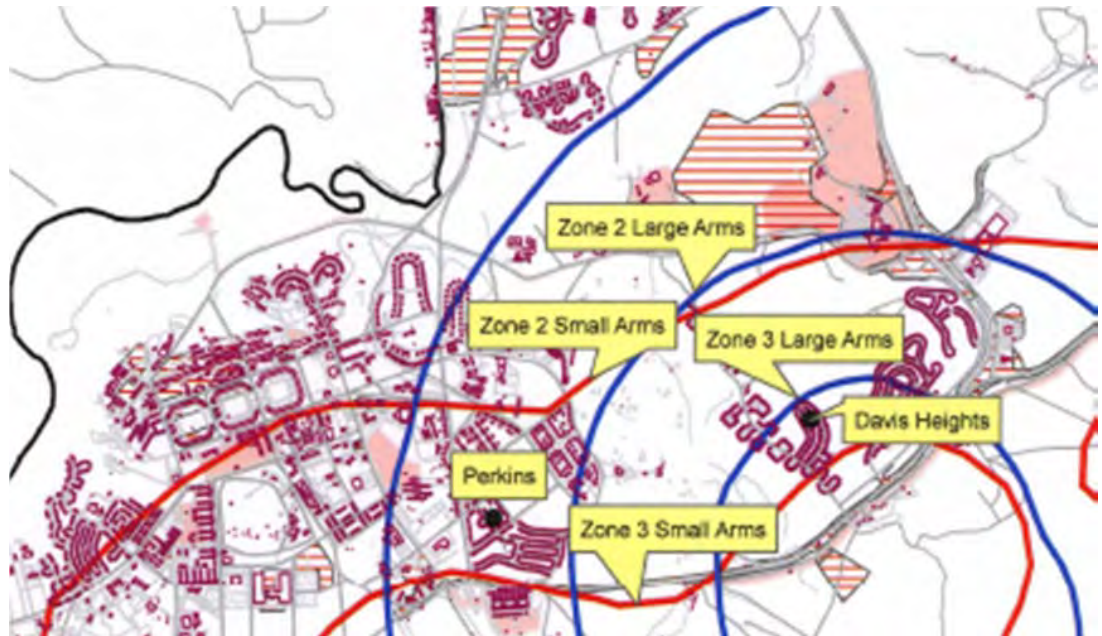 Zone 2 Large Arms
Zone 2 Small Arms
Zone 3 Large Arms
Davis Heights
Perkins
Zone 3 Small Arms